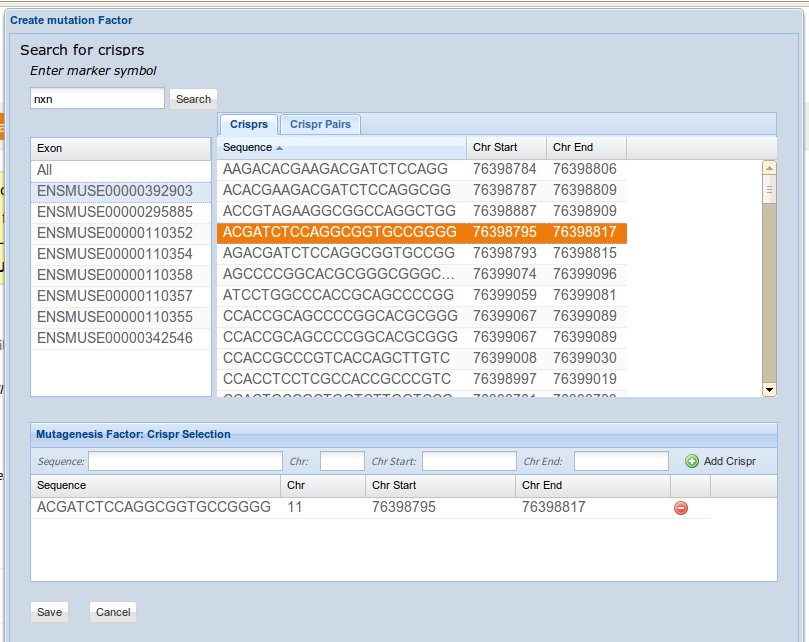 Create mutation Factor
Search for crisprs
Enter marker symbol
nxn Search
Crisprs Crispr Pairs
Exon
All
ENSMUSE00000392903
ENSMUSE00000295885
ENSMUSE00000110352
ENSMUSE00000110354
ENSMUSE00000110358
ENSMUSE00000110357
ENSMUSE00000110355
ENSMUSE00000342546
Sequence Chr Start Chr End
AAGACACGAAGACGATCTCCAGG 76398784 76398806
ACACGAAGACGATCTCCAGGCGG 76398787 76398809
ACCGTAGAAGGCGGCCAGGCTGG 76398887 76398909
ACGATCTCCAGGCGGTGCCGGGG 76398795 76398817
AGACGATCTCCAGGCGGTGCCGG 76398793 76398815
AGCCCCGGCACGCGGGCGGGC... 76399074 76399096
ATCCTGGCCCACCGCAGCCCCGG 76399059 76399081
CCACCGCAGCCCCGGCACGCGGG 76399067 76399089
CCACCGCAGCCCCGGCACGCGGG 76399067 76399089
CCACCGCCCGTCACCAGCTTGTC 76399008 76399030
CCACCTCCTCGCCACCGCCCGTC 76398997 76399019
Mutagenesis Factor: Crispr Selection
Sequence: Chr: Chr Start: Chr End: Add Crispr
Sequence Chr Chr Start Chr End
ACGATCTCCAGGCGGTGCCGGGG 11 76398795 76398817
Save Cancel